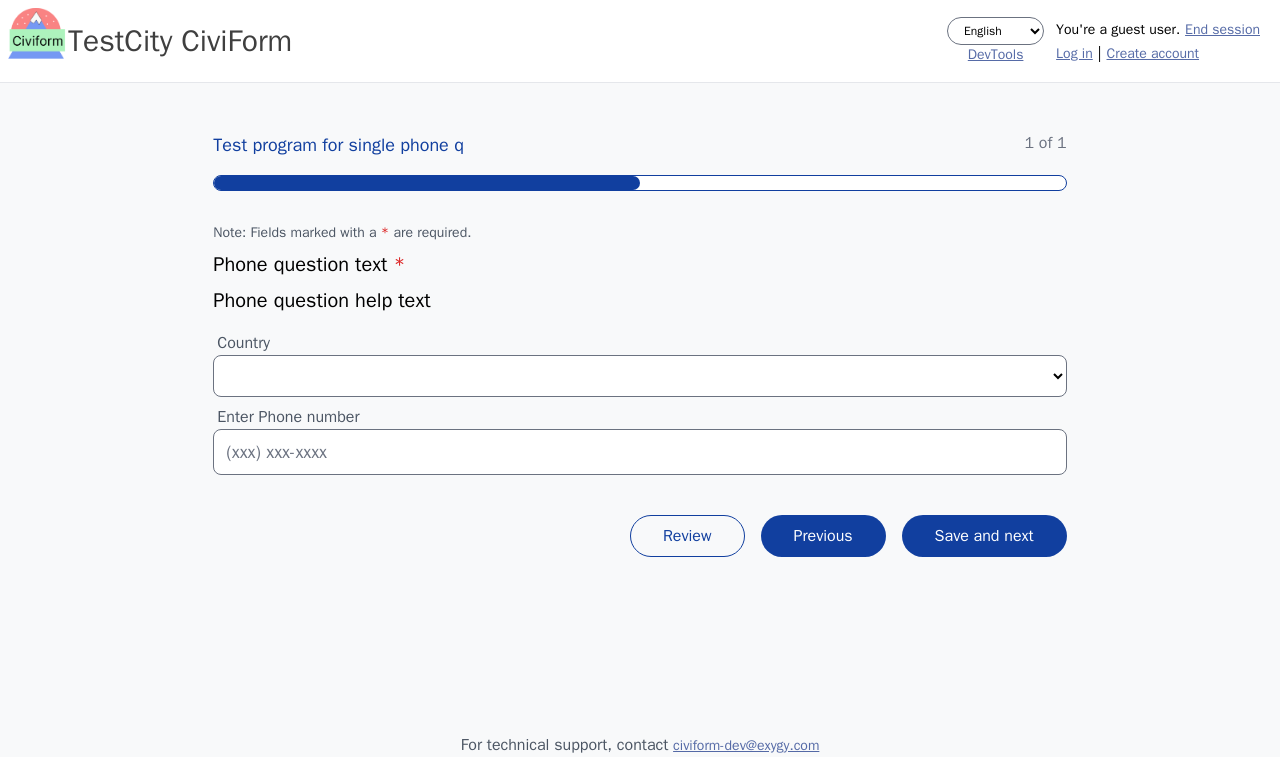 Civiform
TestCity CiviForm
English
DevTools
You're a guest user. End session
Log in | Create account
Test program for single phone q
1 of 1
Note: Fields marked with a * are required.
Phone question text *
Phone question help text
Country
Enter Phone number
(xxx) xxx-xxxx
Review
Previous
Save and next
For technical support, contact civiform-dev@exygy.com